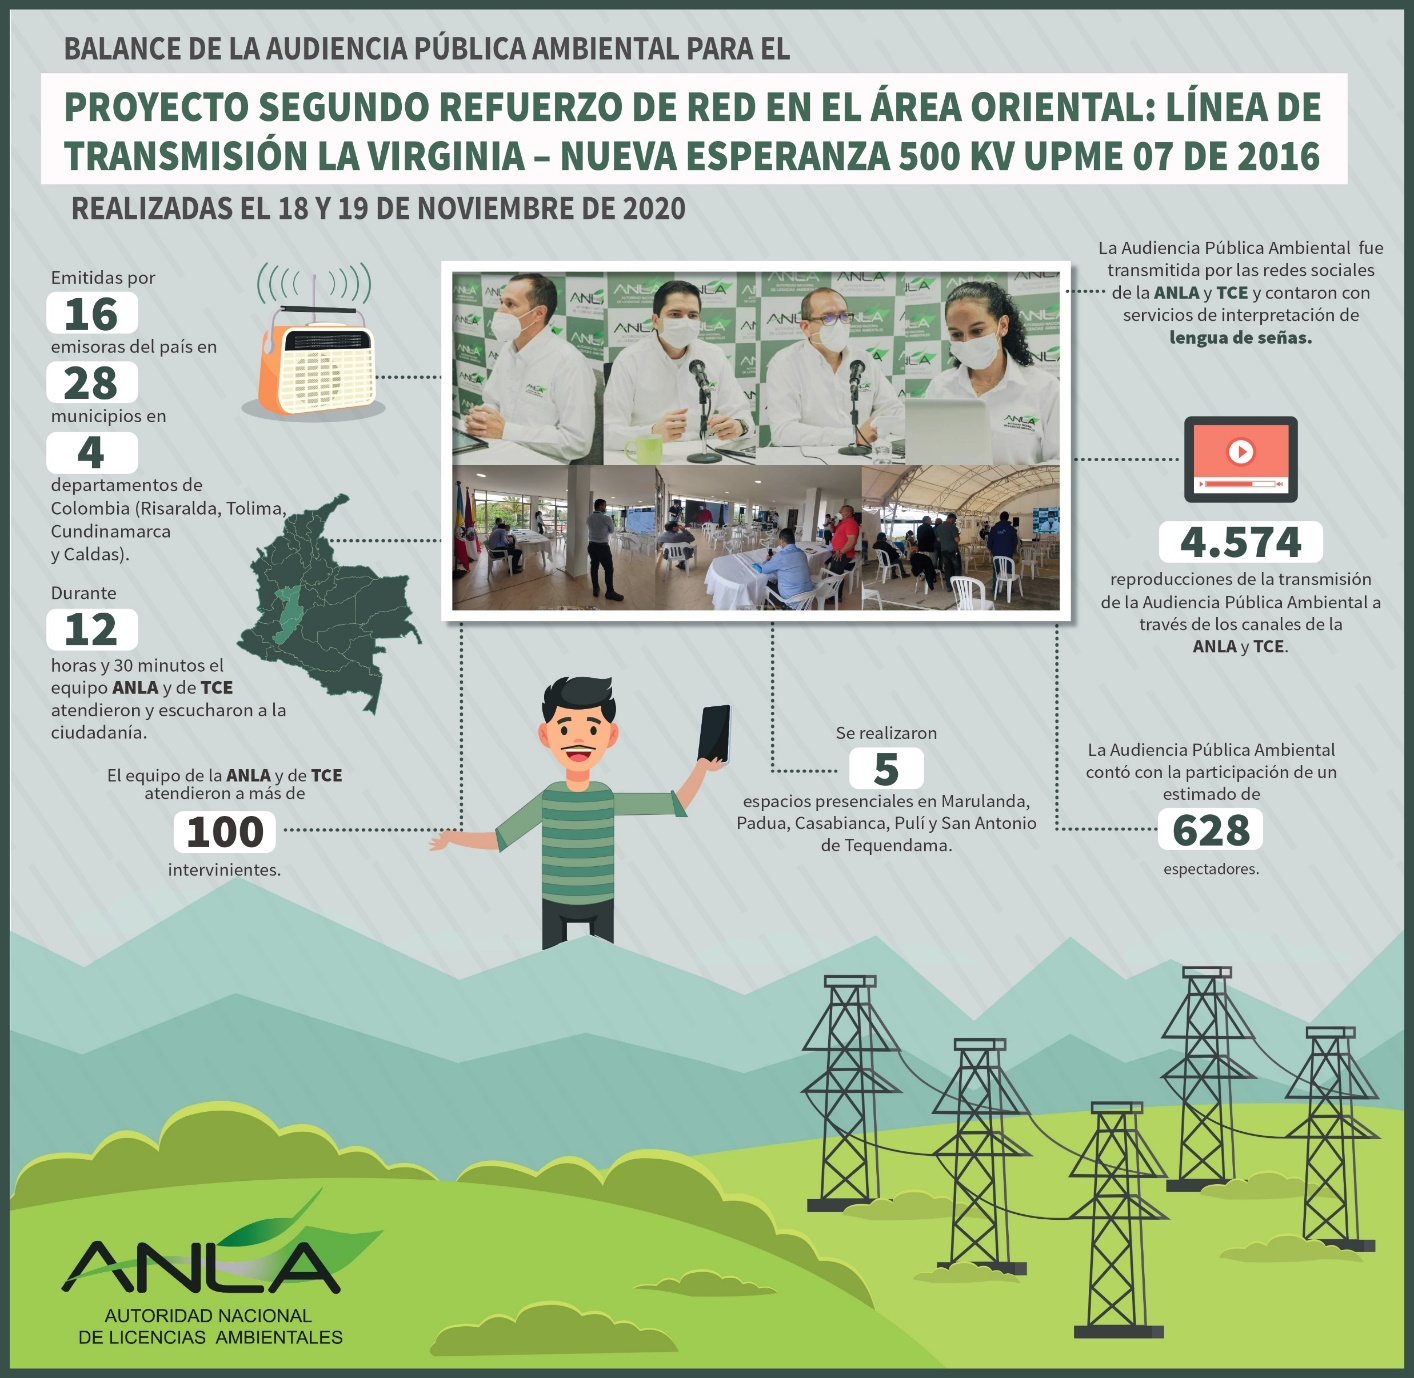 BALANCE DE LA AUDIENCIA PÚBLICA AMBIENTAL PARA EL
PROYECTO SEGUNDO REFUERZO DE RED EN EL ÁREA ORIENTAL: LÍNEA DE
TRANSMISIÓN LA VIRGINIA – NUEVA ESPERANZA 500 KV UPME 07 DE 2016
REALIZADAS EL 18 Y 19 DE NOVIEMBRE DE 2020
Emitidas por
16
emisoras del país en
28
municipios en
4
departamentos de
Colombia (Risaralda, Tolima,
Cundinamarca
y Caldas).
Durante
12
horas y 30 minutos el
equipo ANLA y de TCE
atendieron y escucharon a la
ciudadanía.
El equipo de la ANLA y de TCE
atendieron a más de
100
intervinientes.
La Audiencia Pública Ambiental fue
transmitida por las redes sociales
de la ANLA y TCE y contaron con
servicios de interpretación de
lengua de señas.
4.574
reproducciones de la transmisión
de la Audiencia Pública Ambiental a
través de los canales de la
ANLA y TCE.
Se realizaron
5
espacios presenciales en Marulanda,
Padua, Casabianca, Pulí y San Antonio
de Tequendama.
La Audiencia Pública Ambiental
contó con la participación de un
estimado de
628
espectadores.
ANLA
AUTORIDAD NACIONAL
DE LICENCIAS AMBIENTALES